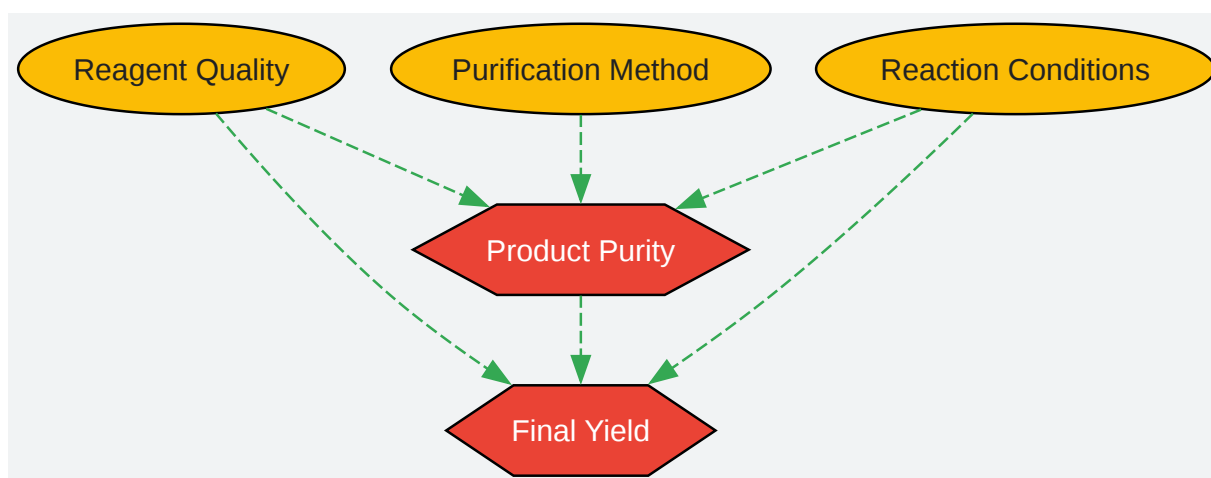 Reagent Quality
Purification Method
Reaction Conditions
Product Purity
Final Yield